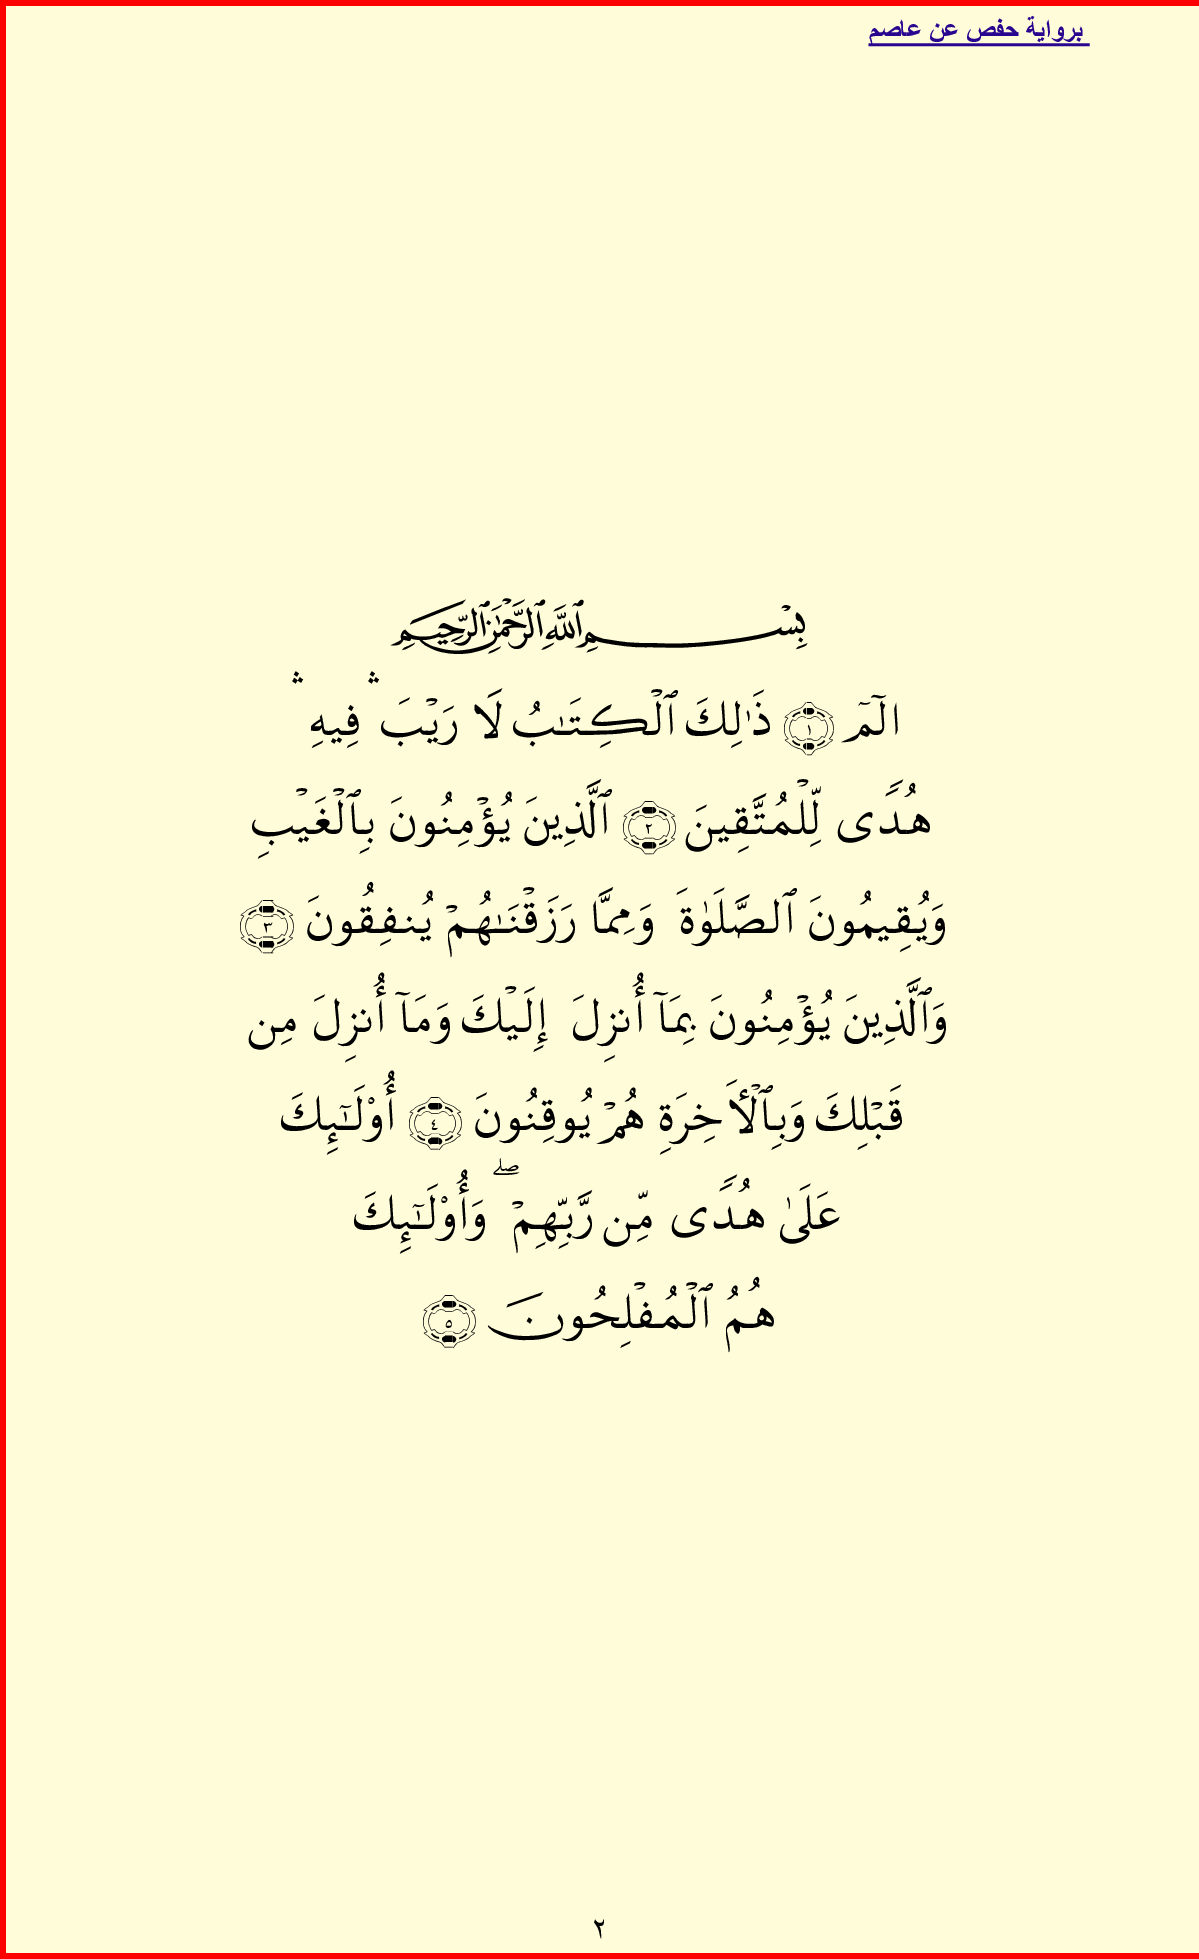 برواية حفص عن عاصم
بِسْمِ ٱللَّهِ ٱلرَّحْمَٰنِ ٱلرَّحِيمِ
الٓمٓ ١ ذَٰلِكَ ٱلْكِتَٰبُ لَا رَيْبَ ۛ فِيهِ ۛ
هُدًى لِّلْمُتَّقِينَ ٢ ٱلَّذِينَ يُؤْمِنُونَ بِٱلْغَيْبِ
وَيُقِيمُونَ ٱلصَّلَوٰةَ وَمِمَّا رَزَقْنَٰهُمْ يُنفِقُونَ ٣
وَٱلَّذِينَ يُؤْمِنُونَ بِمَآ أُنزِلَ إِلَيْكَ وَمَآ أُنزِلَ مِن
قَبْلِكَ وَبِٱلْأَخِرَةِ هُمْ يُوقِنُونَ ٤ أُوْلَٰٓئِكَ
عَلَىٰ هُدًى مِّن رَّبِّهِمْ ۖ وَأُوْلَٰٓئِكَ
هُمُ ٱلْمُفْلِحُونَ ٥
٢